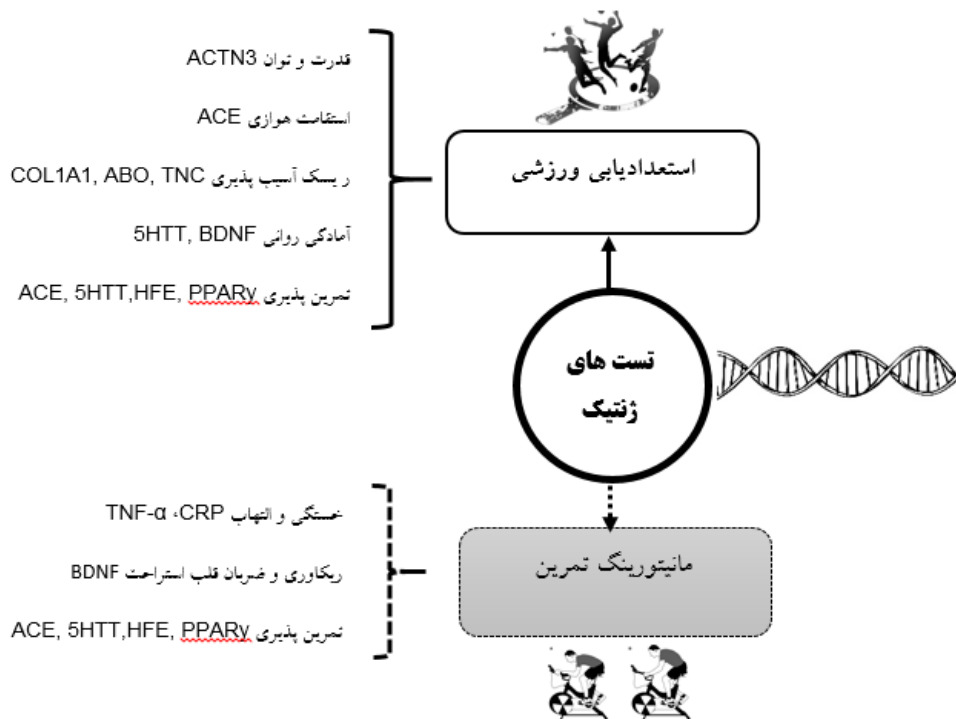 استعدادیابی ورزشی
قدرت و توان ACTN3
استقامت هوازی ACE
ریسک آسیب پذیری COL1A1, ABO, TNC
آمادگی روانی 5HTT, BDNF
تمرین پذیری ACE, 5HTT,HFE, PPARγ
تست های
ژنتیک
مانیتورینگ تمرین
خستگی و التهاب TNF-α ،CRP
ریکاوری و ضربان قلب استراحت BDNF
تمرین پذیری ACE, 5HTT,HFE, PPARγ